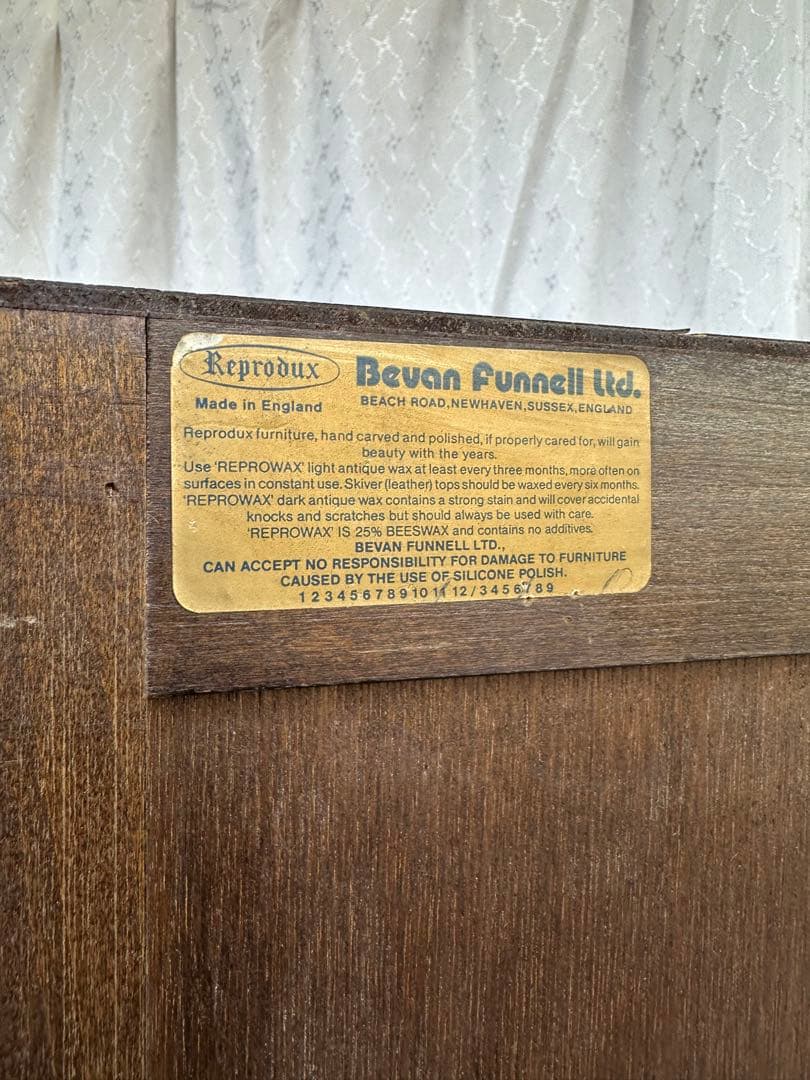 Reprodux
Bevan Funnell Ltd.
Made in England
BEACH ROAD, NEWHAVEN, SUSSEX, ENGLAND
Reprodux furniture, hand carved and polished, if properly cared for, will gain
beauty with the years.
Use 'REPROWAX' light antique wax at least every three months, more often on
surfaces in constant use. Skiver (leather) tops should be waxed every six months.
'REPROWAX' dark antique wax contains a strong stain and will cover accidental
knocks and scratches but should always be used with care.
'REPROWAX' IS 25% BEESWAX and contains no additives.
BEVAN FUNNELL LTD.,
CAN ACCEPT NO RESPONSIBILITY FOR DAMAGE TO FURNITURE
CAUSED BY THE USE OF SILICONE POLISH.
1 2 3 4 5 6 7 8 9 10 11 12 / 3 4 5 6 7 8 9